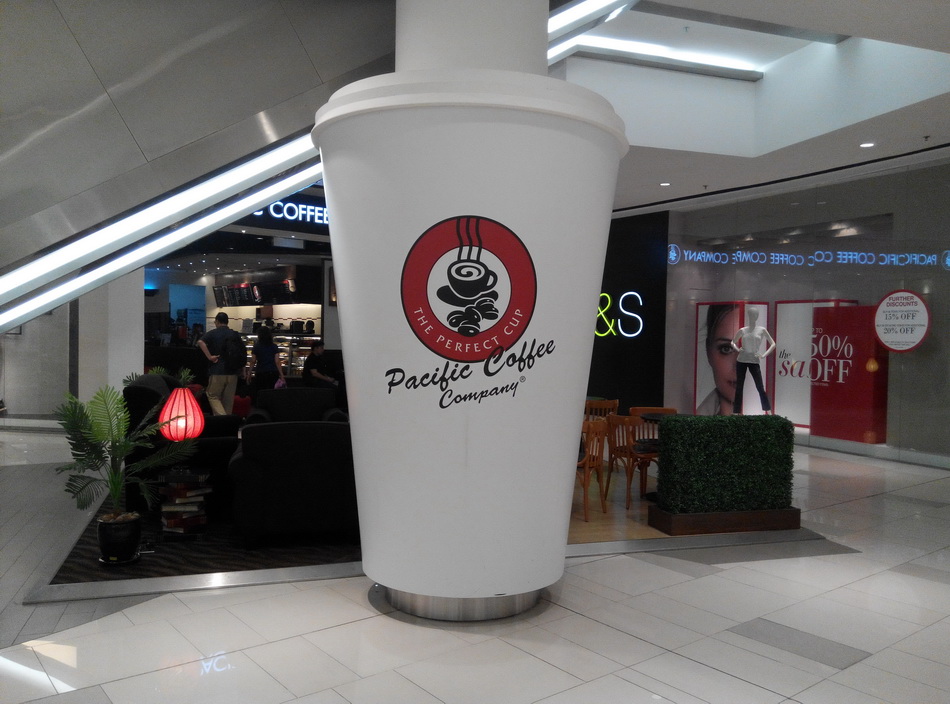 COFFEE
THE PERFECT CUP
Pacific Coffee
Company®
&S
PACIFIC COFFEE COMPANY
FURTHER
DISCOUNTS
15% OFF
20% OFF
the
sa
50%
OFF